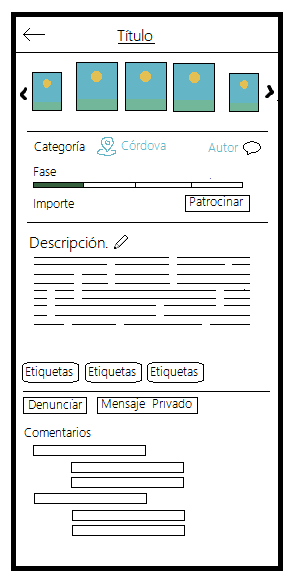 Título
Categoría Córdova Autor
Fase
Importe Patrocinar
Descripción.
Etiquetas Etiquetas Etiquetas
Denunciar Mensaje Privado
Comentarios